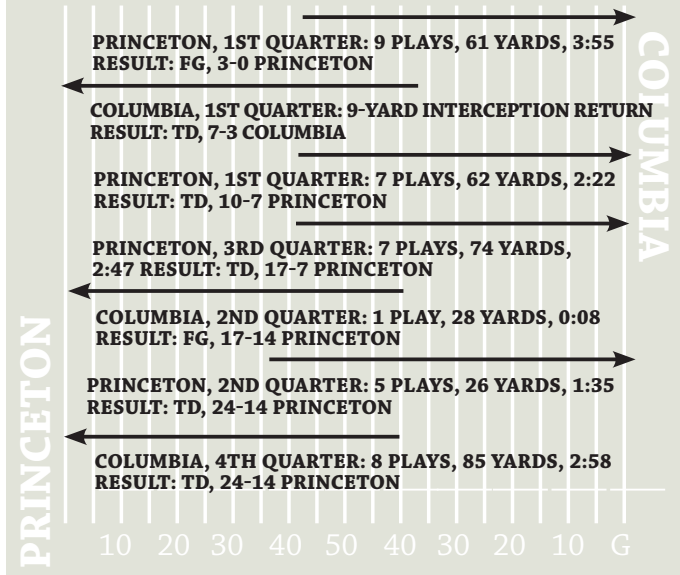 PRINCETON, 1ST QUARTER: 9 PLAYS, 61 YARDS, 3:55
RESULT: FG, 3-0 PRINCETON
COLUMBIA, 1ST QUARTER: 9-YARD INTERCEPTION RETURN
RESULT: TD, 7-3 COLUMBIA
PRINCETON, 1ST QUARTER: 7 PLAYS, 62 YARDS, 2:22
RESULT: TD, 10-7 PRINCETON
PRINCETON, 3RD QUARTER: 7 PLAYS, 74 YARDS,
2:47 RESULT: TD, 17-7 PRINCETON
COLUMBIA, 2ND QUARTER: 1 PLAY, 28 YARDS, 0:08
RESULT: FG, 17-14 PRINCETON
PRINCETON, 2ND QUARTER: 5 PLAYS, 26 YARDS, 1:35
RESULT: TD, 24-14 PRINCETON
COLUMBIA, 4TH QUARTER: 8 PLAYS, 85 YARDS, 2:58
RESULT: TD, 24-14 PRINCETON
COLUMBIA
PRINCETON
10 20 30 40 50 40 30 20 10 G